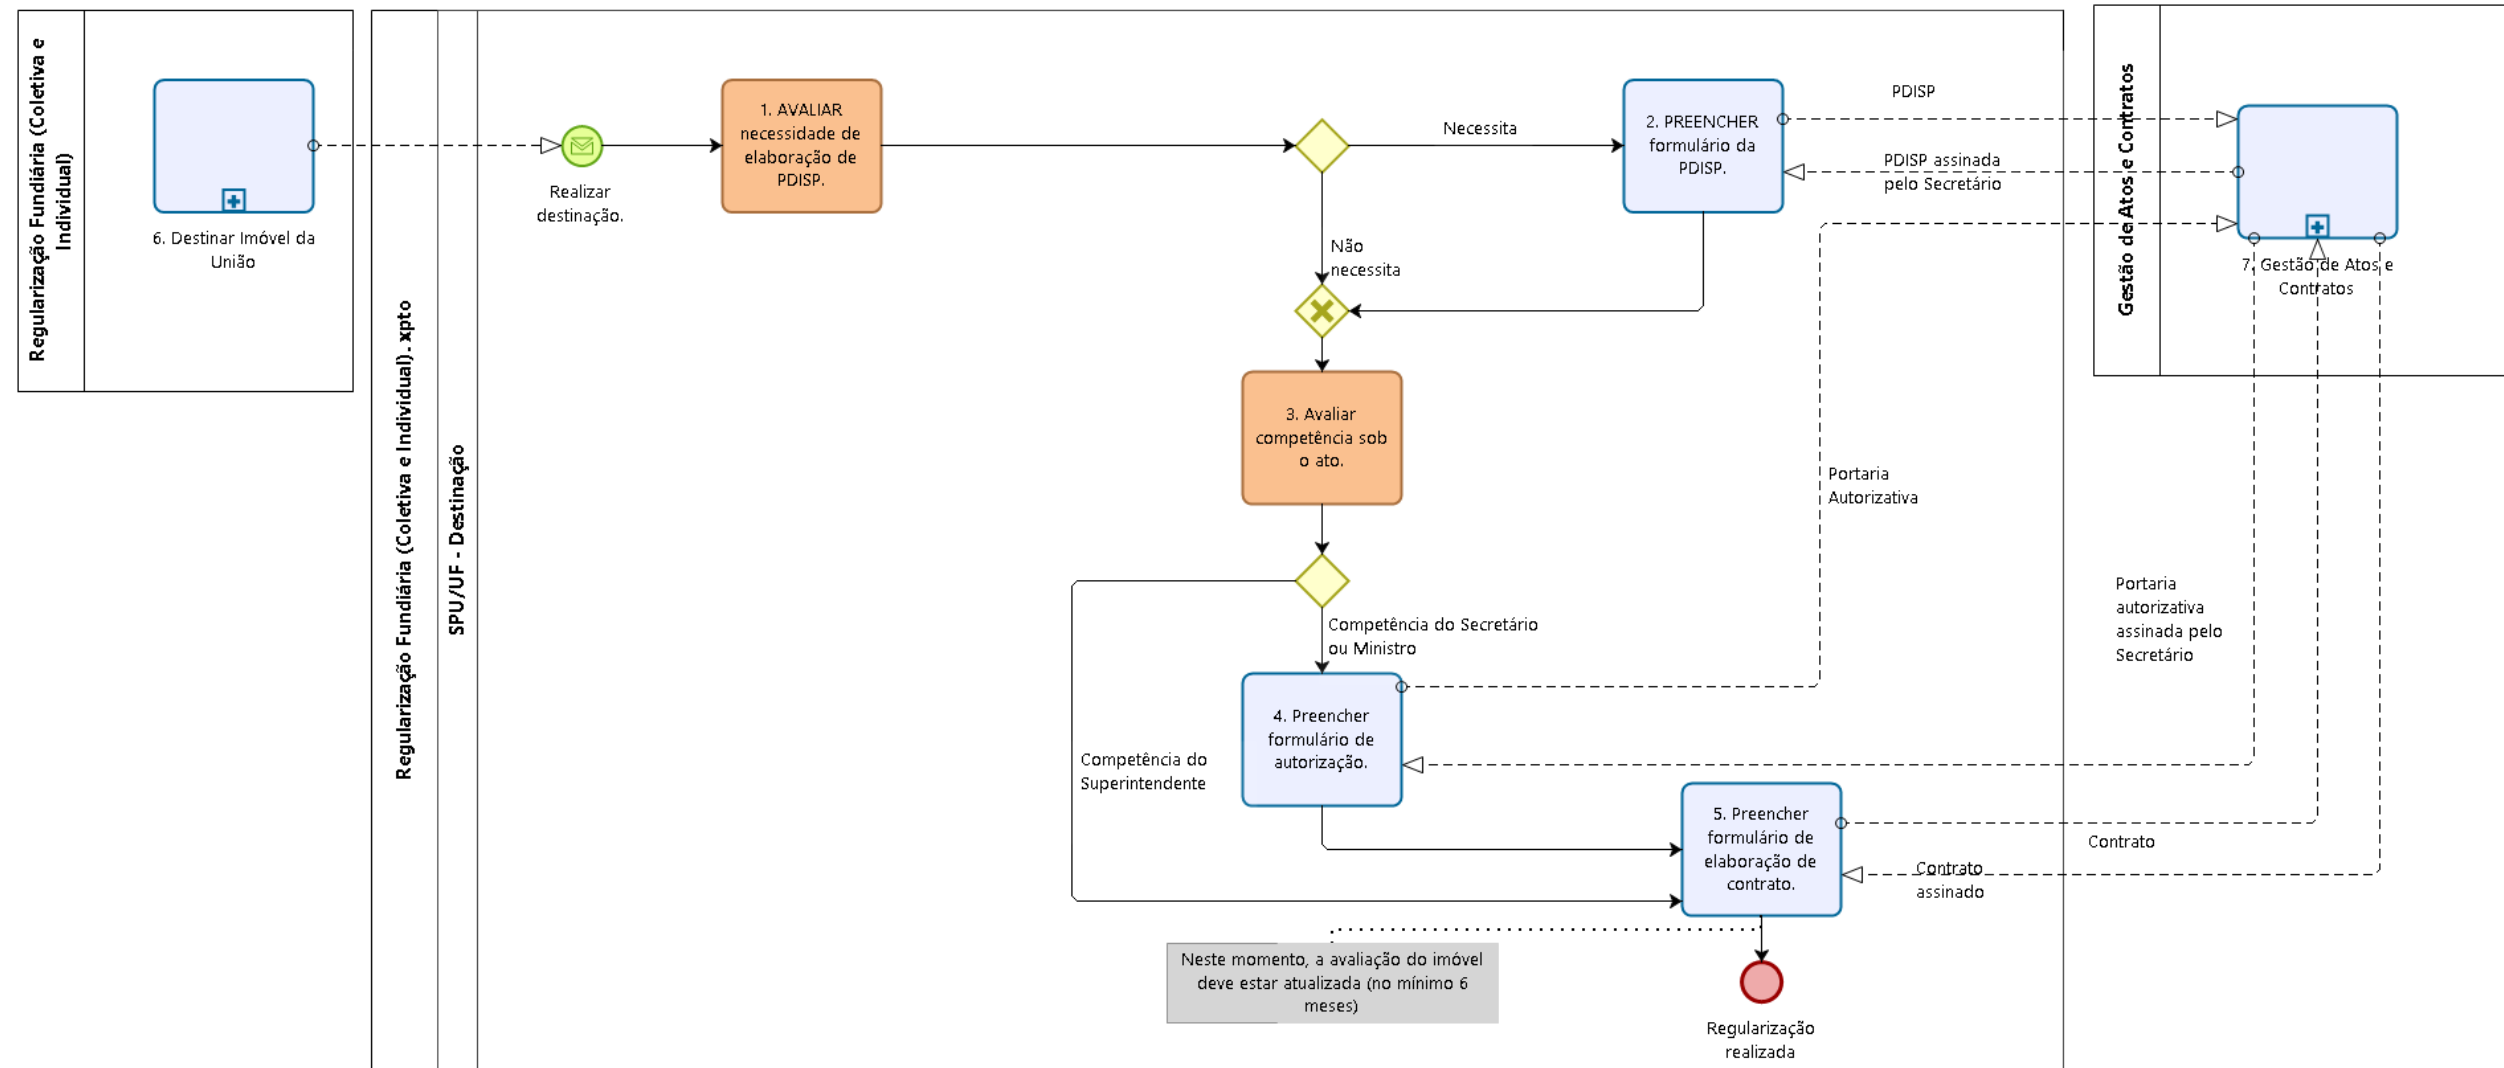 Regularização Fundiária (Coletiva e
Individual)
6. Destinar Imóvel da
União
Regularização Fundiária (Coletiva e Individual). xpto
SPU/UF - Destinação
Realizar
destinação.
1. AVALIAR
necessidade de
elaboração de
PDISP.
Necessita
Não
necessita
2. PREENCHER
formulário da
PDISP.
PDISP
PDISP assinada
pelo Secretário
Gestão de Atos e Contratos
7. Gestão de Atos e
Contratos
3. Avaliar
competência sob
o ato.
Portaria
Autorizativa
Competência do Secretário
ou Ministro
Portaria
autorizativa
assinada pelo
Secretário
4. Preencher
formulário de
autorização.
Competência do
Superintendente
5. Preencher
formulário de
elaboração de
contrato.
Contrato
Contrato
assinado
Neste momento, a avaliação do imóvel
deve estar atualizada (no mínimo 6
meses)
Regularização
realizada